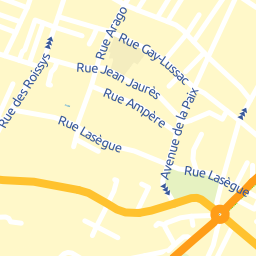 Rue Arago
Rue Gay-Lussac
Rue des Roissys
Rue Jean Jaurès
Rue Ampère
Avenue de la Paix
Rue Lasègue
Rue Lasègue